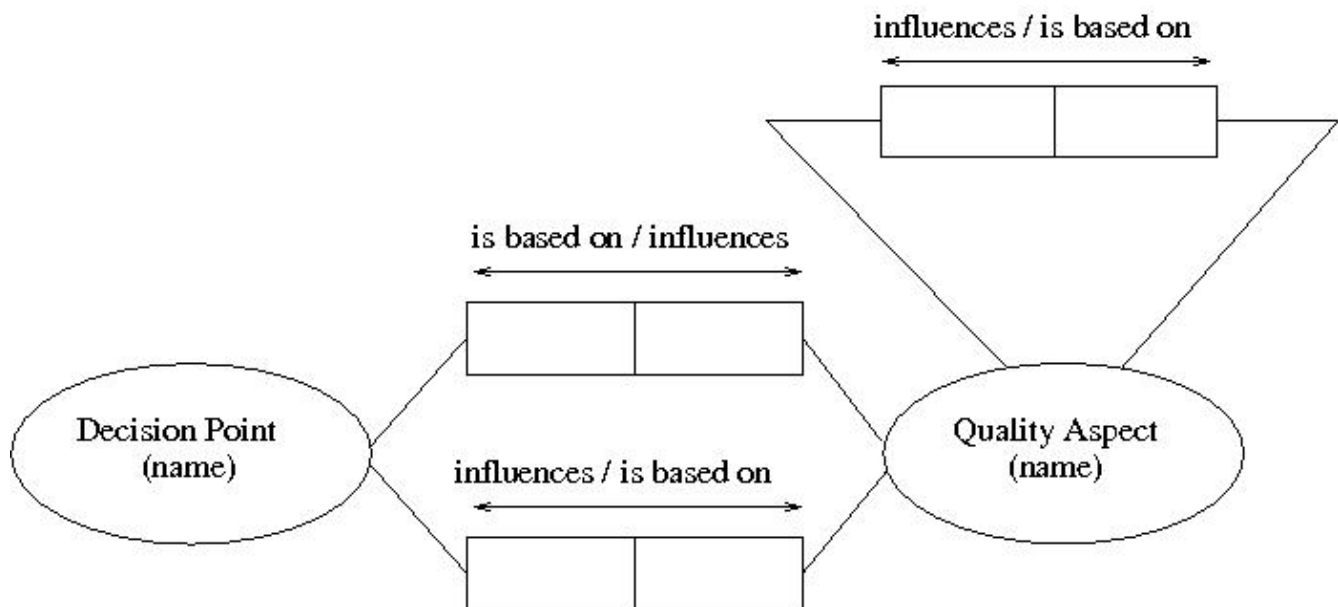 influences / is based on
is based on / influences
Decision Point
(name)
Quality Aspect
(name)
influences / is based on